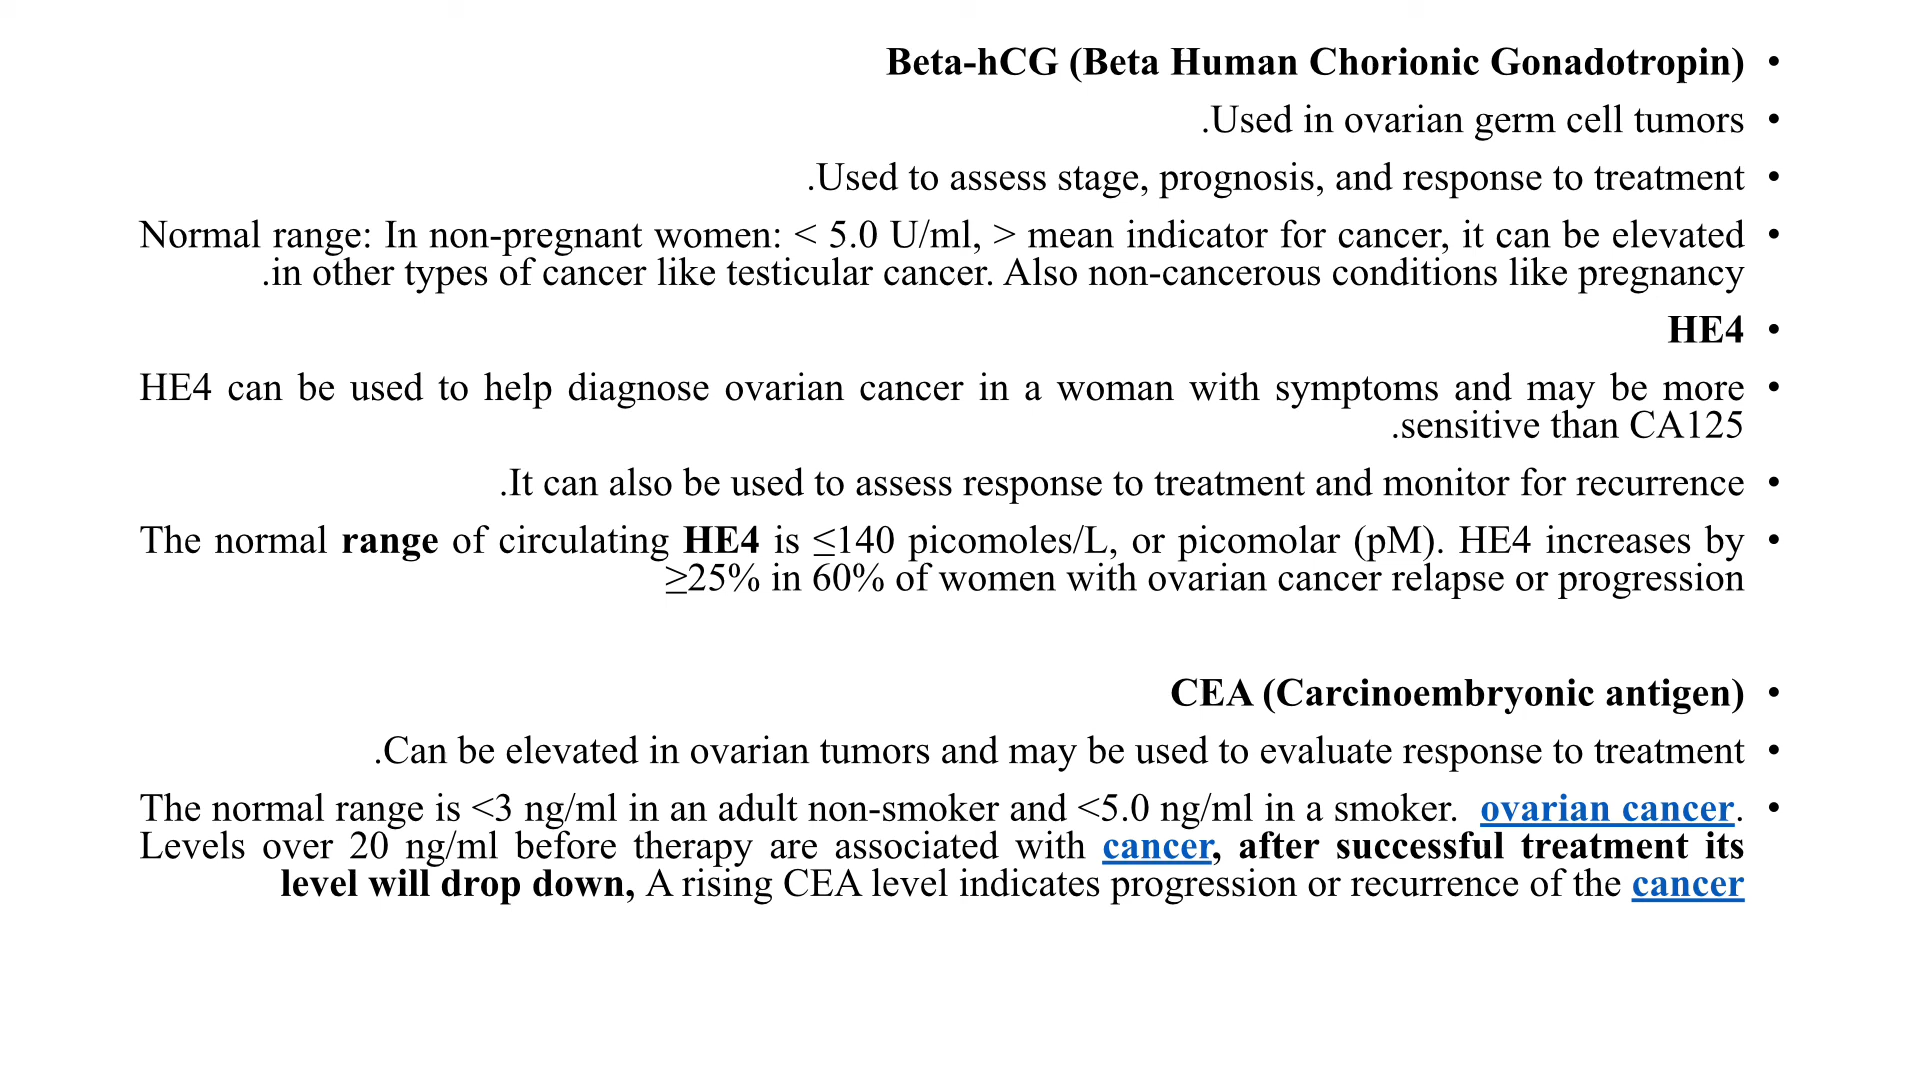 • Beta-hCG (Beta Human Chorionic Gonadotropin)
• Used in ovarian germ cell tumors.
• Used to assess stage, prognosis, and response to treatment.
• Normal range: In non-pregnant women: < 5.0 U/ml, > mean indicator for cancer, it can be elevated
in other types of cancer like testicular cancer. Also non-cancerous conditions like pregnancy.
• HE4
• HE4 can be used to help diagnose ovarian cancer in a woman with symptoms and may be more
sensitive than CA125.
• It can also be used to assess response to treatment and monitor for recurrence.
• The normal range of circulating HE4 is ≤140 picomoles/L, or picomolar (pM). HE4 increases by
≥25% in 60% of women with ovarian cancer relapse or progression
• CEA (Carcinoembryonic antigen)
• Can be elevated in ovarian tumors and may be used to evaluate response to treatment.
• The normal range is <3 ng/ml in an adult non-smoker and <5.0 ng/ml in a smoker. ovarian cancer.
Levels over 20 ng/ml before therapy are associated with cancer, after successful treatment its
level will drop down, A rising CEA level indicates progression or recurrence of the cancer